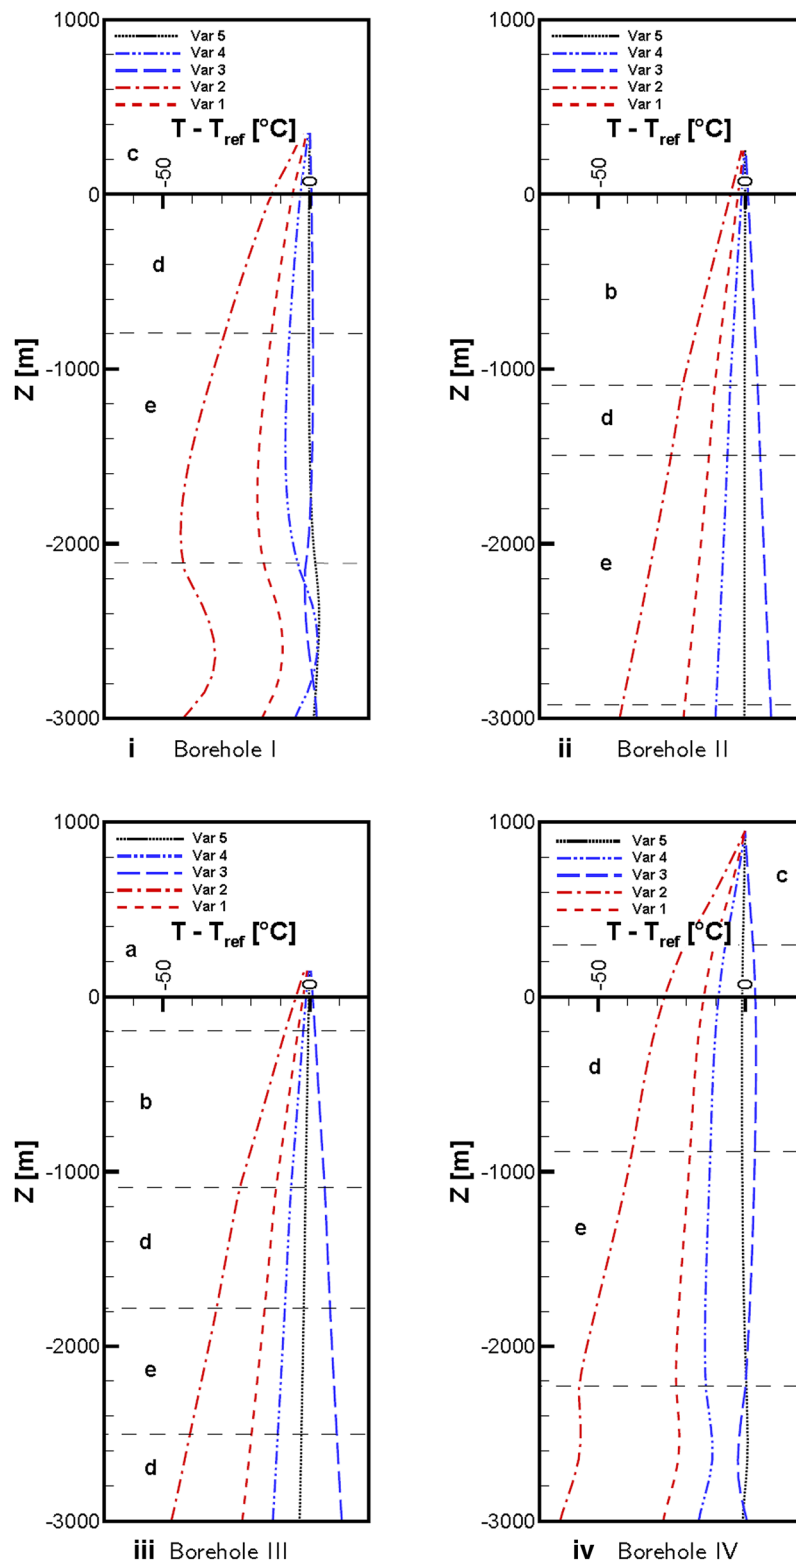 1000
Var 5
Var 4
Var 3
Var 2
Var 1
T - Tref [°C]
c
-50
0
0
d
-1000
Z [m]
e
-2000
-3000
i Borehole I
1000
Var 5
Var 4
Var 3
Var 2
Var 1
T - Tref [°C]
-50
0
0
b
-1000
Z [m]
d
e
-2000
-3000
ii Borehole II
1000
Var 5
Var 4
Var 3
Var 2
Var 1
T - Tref [°C]
a
-50
0
0
b
-1000
Z [m]
d
-2000
e
d
-3000
iii Borehole III
1000
Var 5
Var 4
Var 3
Var 2
Var 1
c
T - Tref [°C]
-50
0
0
d
-1000
Z [m]
e
-2000
-3000
iv Borehole IV